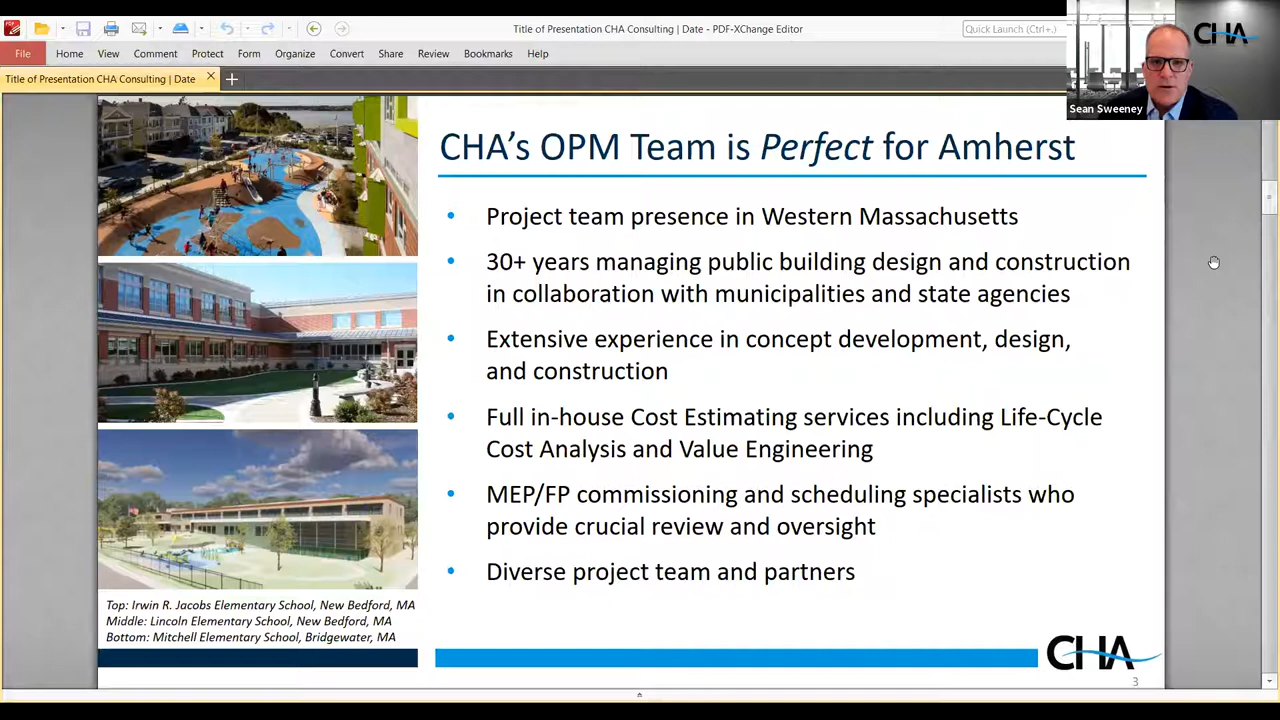 Title of Presentation CHA Consulting | Date - PDF-XChange Editor
Quick Launch (Ctrl+.)
File Home View Comment Protect Form Organize Convert Share Review Bookmarks Help
Title of Presentation CHA Consulting | Date
CHA
Sean Sweeney
CHA's OPM Team is Perfect for Amherst
• Project team presence in Western Massachusetts
• 30+ years managing public building design and construction
in collaboration with municipalities and state agencies
• Extensive experience in concept development, design,
and construction
• Full in-house Cost Estimating services including Life-Cycle
Cost Analysis and Value Engineering
• MEP/FP commissioning and scheduling specialists who
provide crucial review and oversight
• Diverse project team and partners
Top: Irwin R. Jacobs Elementary School, New Bedford, MA
Middle: Lincoln Elementary School, New Bedford, MA
Bottom: Mitchell Elementary School, Bridgewater, MA
CHA
3